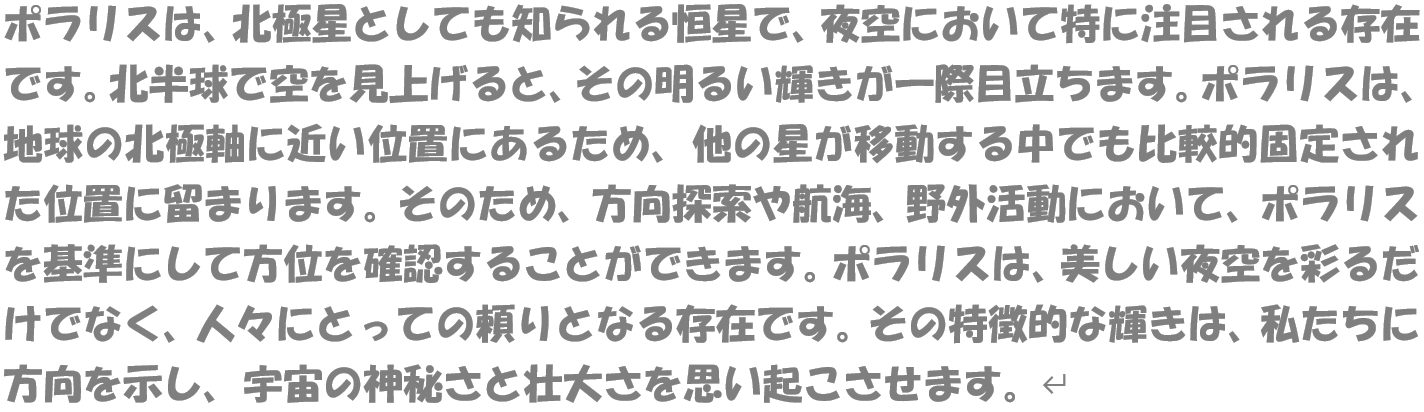 ポラリスは、北極星としても知られる恒星で、夜空において特に注目される存在
です。北半球で空を見上げると、その明るい輝きが一際目立ちます。ポラリスは、
地球の北極軸に近い位置にあるため、他の星が移動する中でも比較的固定され
た位置に留まります。そのため、方向探索や航海、野外活動において、ポラリス
を基準にして方位を確認することができます。ポラリスは、美しい夜空を彩るだ
けでなく、人々にとっての頼りとなる存在です。その特徴的な輝きは、私たちに
方向を示し、宇宙の神秘さと壮大さを思い起こさせます。↵